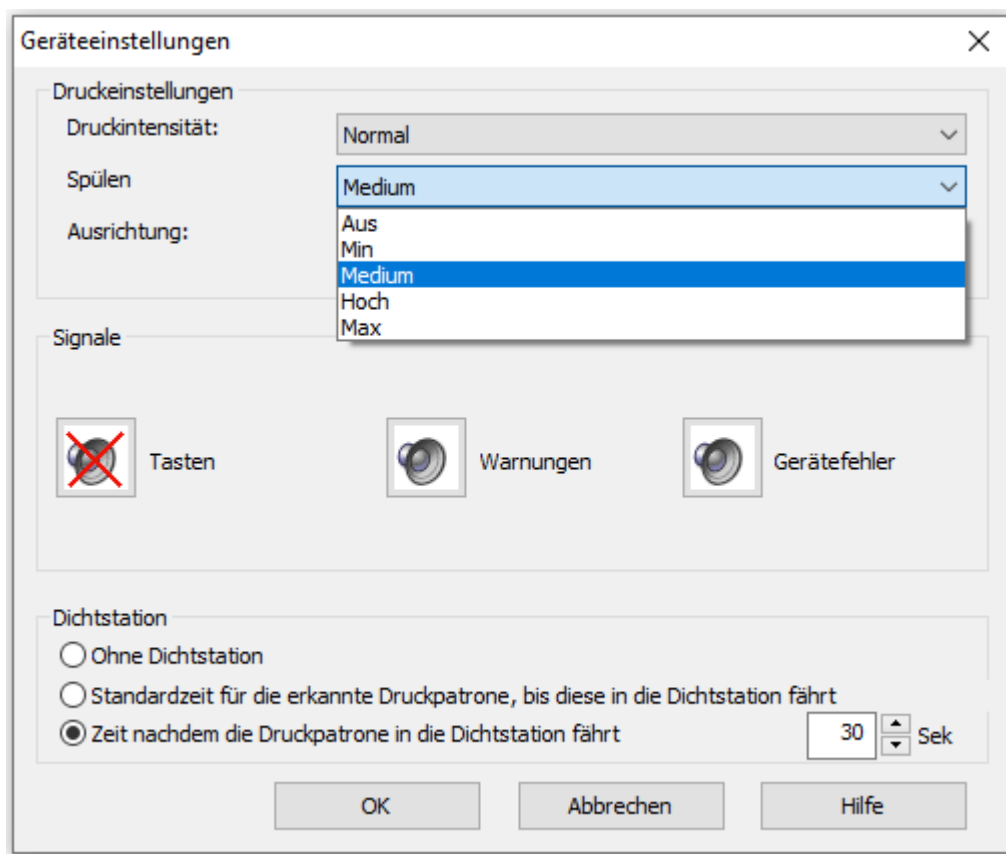 Geräteeinstellungen
Druckeinstellungen
Druckintensität: Normal
Spülen Medium
Ausrichtung:
Aus
Min
Medium
Hoch
Max
Signale
Tasten Warnungen Gerätefehler
Dichtstation
Ohne Dichtstation
Standardzeit für die erkannte Druckpatrone, bis diese in die Dichtstation fährt
Zeit nachdem die Druckpatrone in die Dichtstation fährt 30 Sek
OK Abbrechen Hilfe